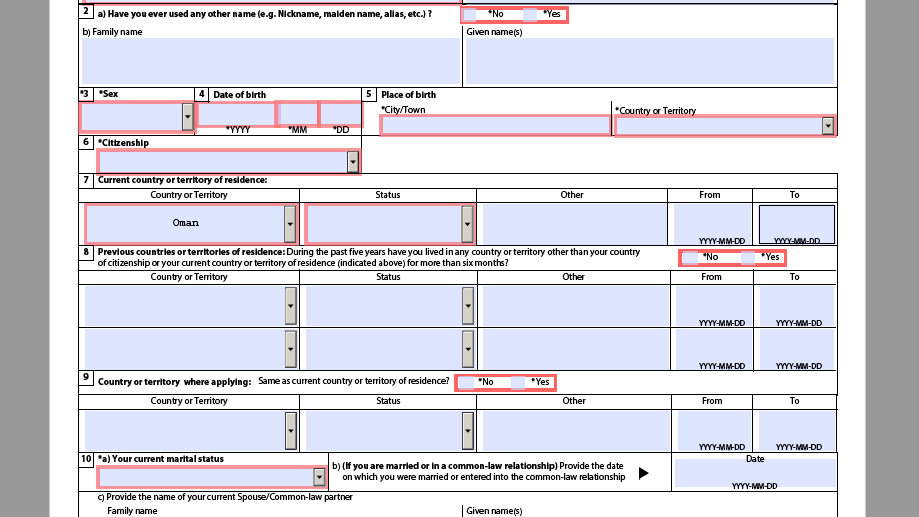 2 a) Have you ever used any other name (e.g. Nickname, maiden name, alias, etc.) ? *No *Yes
b) Family name Given name(s)
*3 *Sex 4 Date of birth 5 Place of birth
*City/Town *Country or Territory
*YYYY *MM *DD
6 *Citizenship
7 Current country or territory of residence:
Country or Territory Status Other From To
Oman
YYYY-MM-DD YYYY-MM-DD
8 Previous countries or territories of residence: During the past five years have you lived in any country or territory other than your country
of citizenship or your current country or territory of residence (indicated above) for more than six months? *No *Yes
Country or Territory Status Other From To
YYYY-MM-DD YYYY-MM-DD
YYYY-MM-DD YYYY-MM-DD
9 Country or territory where applying: Same as current country or territory of residence? *No *Yes
Country or Territory Status Other From To
YYYY-MM-DD YYYY-MM-DD
10 *a) Your current marital status b) (If you are married or in a common-law relationship) Provide the date
on which you were married or entered into the common-law relationship
Date
YYYY-MM-DD
c) Provide the name of your current Spouse/Common-law partner
Family name Given name(s)